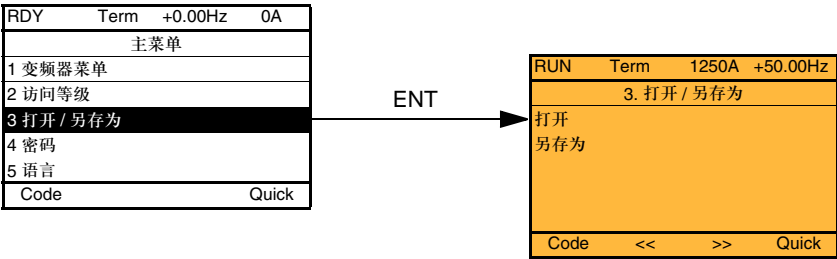 RDY Term +0.00Hz 0A
主菜单
1 变频器菜单
2 访问等级
3 打开 / 另存为
4 密码
5 语言
Code Quick
ENT
RUN Term 1250A +50.00Hz
3. 打开 / 另存为
打开
另存为
Code << >> Quick